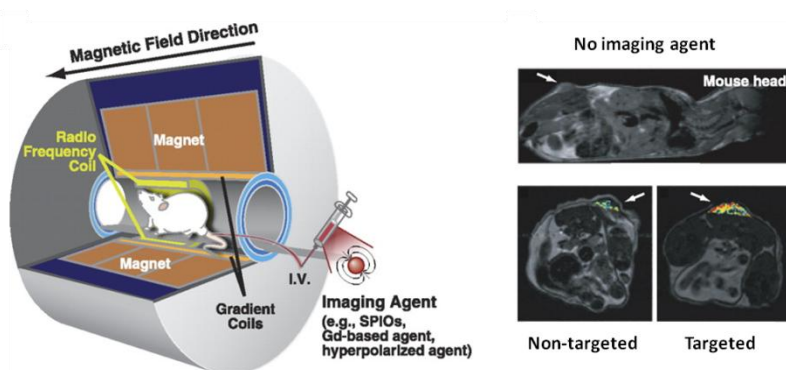 Magnetic Field Direction
Radio
Frequency
Coil
Magnet
Magnet
Gradient
Coils
I.V.
Imaging Agent
(e.g., SPIOs,
Gd-based agent,
hyperpolarized agent)
No imaging agent
Mouse head
Non-targeted
Targeted